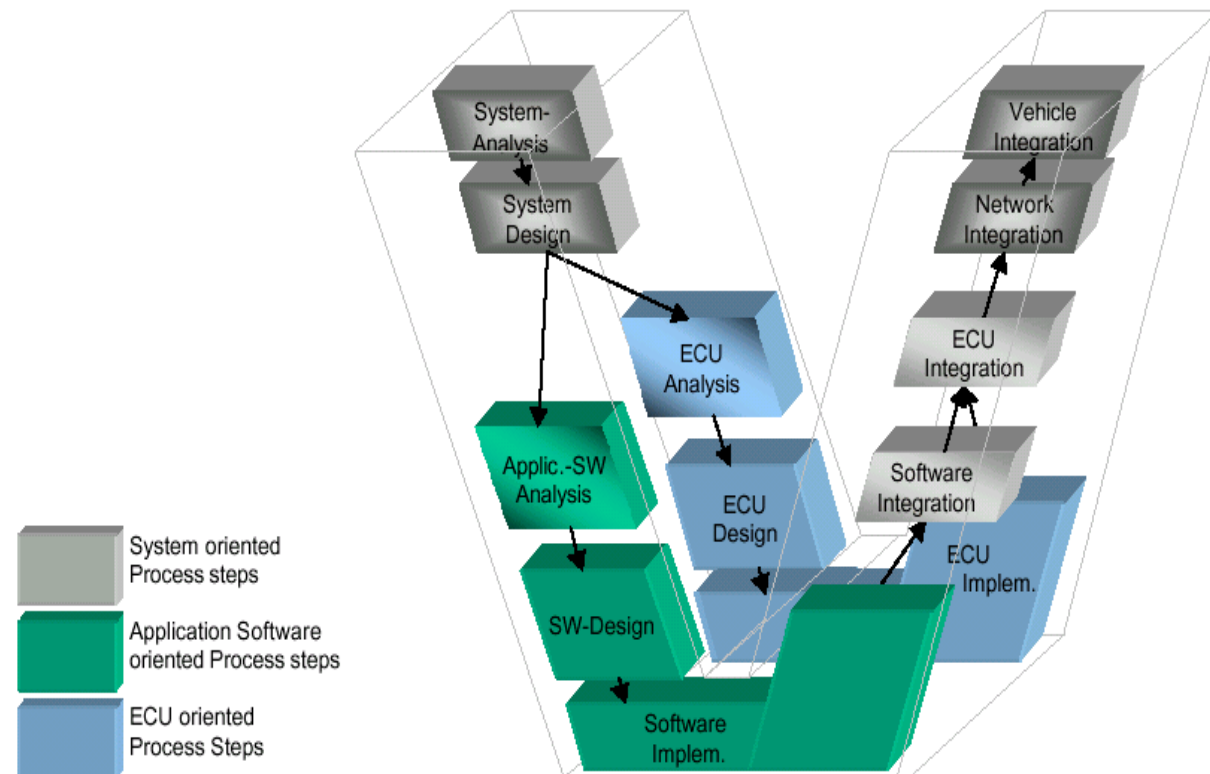 System-
Analysis
System
Design
ECU
Analysis
Applic.-SW
Analysis
ECU
Design
SW-Design
Software
Implem.
Vehicle
Integration
Network
Integration
ECU
Integration
Software
Integration
ECU
Implem.
System oriented
Process steps
Application Software
oriented Process steps
ECU oriented
Process Steps